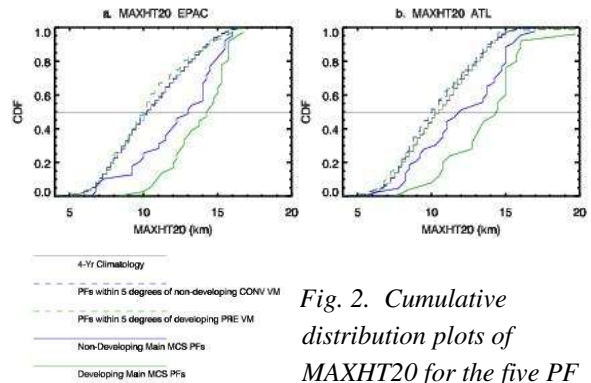 a. MAXHT20 EPAC
b. MAXHT20 ATL
CDF
1.0
0.8
0.6
0.4
0.2
0.0
5 10 15 20
MAXHT20 (km)
CDF
1.0
0.8
0.6
0.4
0.2
0.0
5 10 15 20
MAXHT20 (km)
4-Yr Climatology
PFs within 5 degrees of non-developing CONV VM
PFs within 5 degrees of developing PRE VM
Non-Developing Main MCS PFs
Developing Main MCS PFs
Fig. 2. Cumulative
distribution plots of
MAXHT20 for the five PF